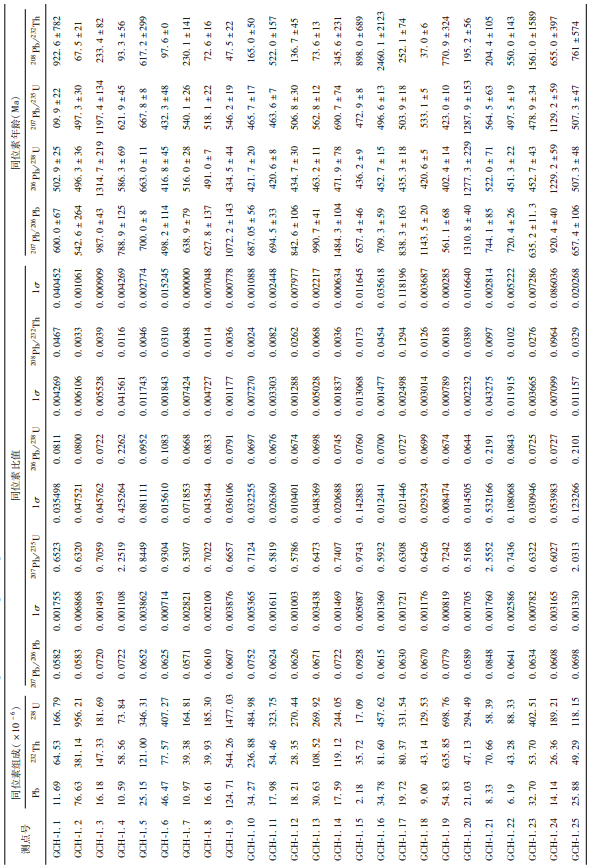 测点号 同位素组成(×10⁻⁶) 同位素比值 同位素年龄(Ma)
Pb ²³²Th ²³⁸U ²⁰⁷Pb/²⁰⁶Pb 1σ ²⁰⁷Pb/²³⁵U 1σ ²⁰⁶Pb/²³⁸U 1σ ²⁰⁸Pb/²³²Th 1σ ²⁰⁷Pb/²⁰⁶Pb ²⁰⁶Pb/²³⁸U ²⁰⁷Pb/²³⁵U ²⁰⁸Pb/²³²Th
GCH-1.1 11.69 64.53 166.79 0.0582 0.001755 0.6523 0.035498 0.0811 0.004269 0.0467 0.040452 600.0±67 502.9±25 09.9±22 922.6±782
GCH-1.2 76.63 381.14 956.21 0.0583 0.006868 0.6320 0.047521 0.0800 0.006106 0.0033 0.001061 542.6±264 496.3±36 497.3±30 67.5±21
GCH-1.3 16.18 147.33 181.69 0.0720 0.001493 0.7059 0.045762 0.0722 0.005528 0.0039 0.000909 987.0±43 1314.7±219 1197.4±134 233.4±82
GCH-1.4 10.59 58.56 73.84 0.0722 0.001108 2.2519 0.425264 0.2262 0.041561 0.0116 0.004269 788.9±125 586.3±69 621.9±45 93.3±56
GCH-1.5 25.15 121.00 346.31 0.0652 0.003862 0.8449 0.081111 0.0952 0.011743 0.0046 0.002774 700.0±8 663.0±11 667.8±8 617.2±299
GCH-1.6 46.47 77.57 407.27 0.0625 0.000714 0.9304 0.015610 0.1083 0.001843 0.0310 0.015245 498.2±114 416.8±45 432.3±48 97.6±0
GCH-1.7 10.97 39.38 164.81 0.0571 0.002821 0.5307 0.071853 0.0668 0.007424 0.0048 0.000000 638.9±79 516.0±28 540.1±26 230.1±141
GCH-1.8 16.61 39.93 185.30 0.0610 0.002100 0.7022 0.043544 0.0833 0.004727 0.0114 0.007048 627.8±137 491.0±7 518.1±22 72.6±16
GCH-1.9 124.71 544.26 1477.03 0.0607 0.003876 0.6657 0.036106 0.0791 0.001177 0.0036 0.000778 1072.2±143 434.5±44 546.2±19 47.5±22
GCH-1.10 34.27 236.88 484.98 0.0752 0.005365 0.7124 0.032255 0.0697 0.007270 0.0024 0.001088 687.05±56 421.7±20 465.7±17 165.0±50
GCH-1.11 17.98 54.46 323.75 0.0624 0.001611 0.5819 0.026360 0.0676 0.003303 0.0082 0.002448 694.5±33 420.6±8 463.6±7 522.0±157
GCH-1.12 18.21 28.35 270.44 0.0626 0.001003 0.5786 0.010401 0.0674 0.001288 0.0262 0.007977 842.6±106 434.7±30 506.8±30 136.7±45
GCH-1.13 30.63 108.52 269.92 0.0671 0.003438 0.6473 0.048369 0.0698 0.005028 0.0068 0.002217 990.7±41 463.2±11 562.8±12 73.6±13
GCH-1.14 17.59 119.12 244.05 0.0722 0.001469 0.7407 0.020688 0.0745 0.001837 0.0036 0.000634 1484.3±104 471.9±78 690.7±74 345.6±231
GCH-1.15 2.18 35.72 17.09 0.0928 0.005087 0.9743 0.142883 0.0760 0.013068 0.0173 0.011645 657.4±46 436.2±9 472.9±8 898.0±689
GCH-1.16 34.78 81.60 457.62 0.0615 0.001360 0.5932 0.012441 0.0700 0.001477 0.0454 0.035618 709.3±59 452.7±15 496.6±13 2460.1±2123
GCH-1.17 19.72 80.37 331.54 0.0630 0.001721 0.6308 0.021446 0.0727 0.002498 0.1294 0.118196 838.3±163 435.3±18 503.9±18 252.1±74
GCH-1.18 9.00 43.14 129.53 0.0670 0.001176 0.6426 0.029324 0.0699 0.003014 0.0126 0.003687 1143.5±20 420.6±5 533.1±5 37.0±6
GCH-1.19 54.83 635.85 698.76 0.0779 0.000819 0.7242 0.008474 0.0674 0.000789 0.0018 0.000285 561.1±68 402.4±14 423.0±10 770.9±324
GCH-1.20 21.03 47.13 294.49 0.0589 0.001705 0.5168 0.014505 0.0644 0.002232 0.0389 0.016640 1310.8±40 1277.3±229 1287.9±153 195.2±56
GCH-1.21 8.33 70.66 58.39 0.0848 0.001760 2.5552 0.532166 0.2191 0.043275 0.0097 0.002814 744.1±85 522.0±71 564.5±63 204.4±105
GCH-1.22 6.19 43.28 88.33 0.0641 0.002586 0.7436 0.108068 0.0843 0.011915 0.0102 0.005222 720.4±26 451.3±22 497.5±19 550.0±143
GCH-1.23 32.70 53.70 402.51 0.0634 0.000782 0.6322 0.030946 0.0725 0.003665 0.0276 0.007286 635.2±11.3 452.7±43 478.9±34 1561.0±1589
GCH-1.24 14.14 26.36 189.21 0.0608 0.003165 0.6027 0.053983 0.0727 0.007099 0.0964 0.086036 920.4±40 1229.2±59 1129.2±59 655.0±397
GCH-1.25 25.88 49.29 118.15 0.0698 0.001330 2.0313 0.123266 0.2101 0.011157 0.0329 0.020268 657.4±106 507.3±48 507.3±47 761±574